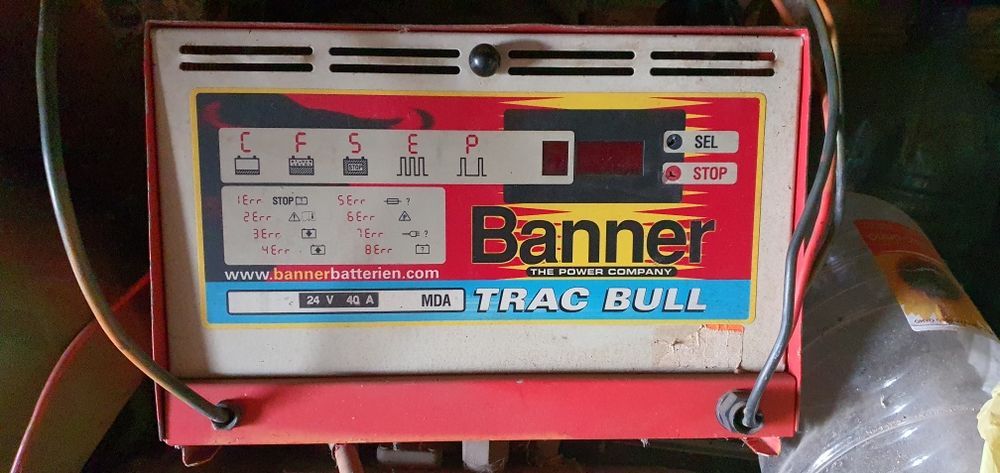 C F S E P
STOP
SEL
STOP
1Err STOP 5Err ?
2Err 6Err
3Err 7Err ?
4Err 8Err ?
Banner
THE POWER COMPANY
www.bannerbatterien.com
24 V 40 A MDA
TRAC BULL